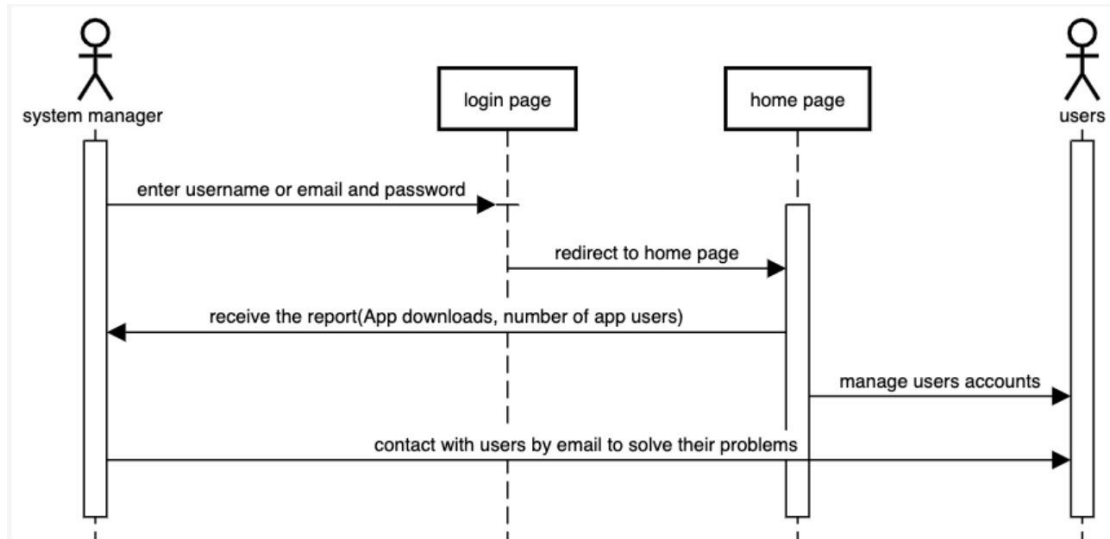 login page
home page
system manager
users
enter username or email and password
redirect to home page
receive the report(App downloads, number of app users)
manage users accounts
contact with users by email to solve their problems